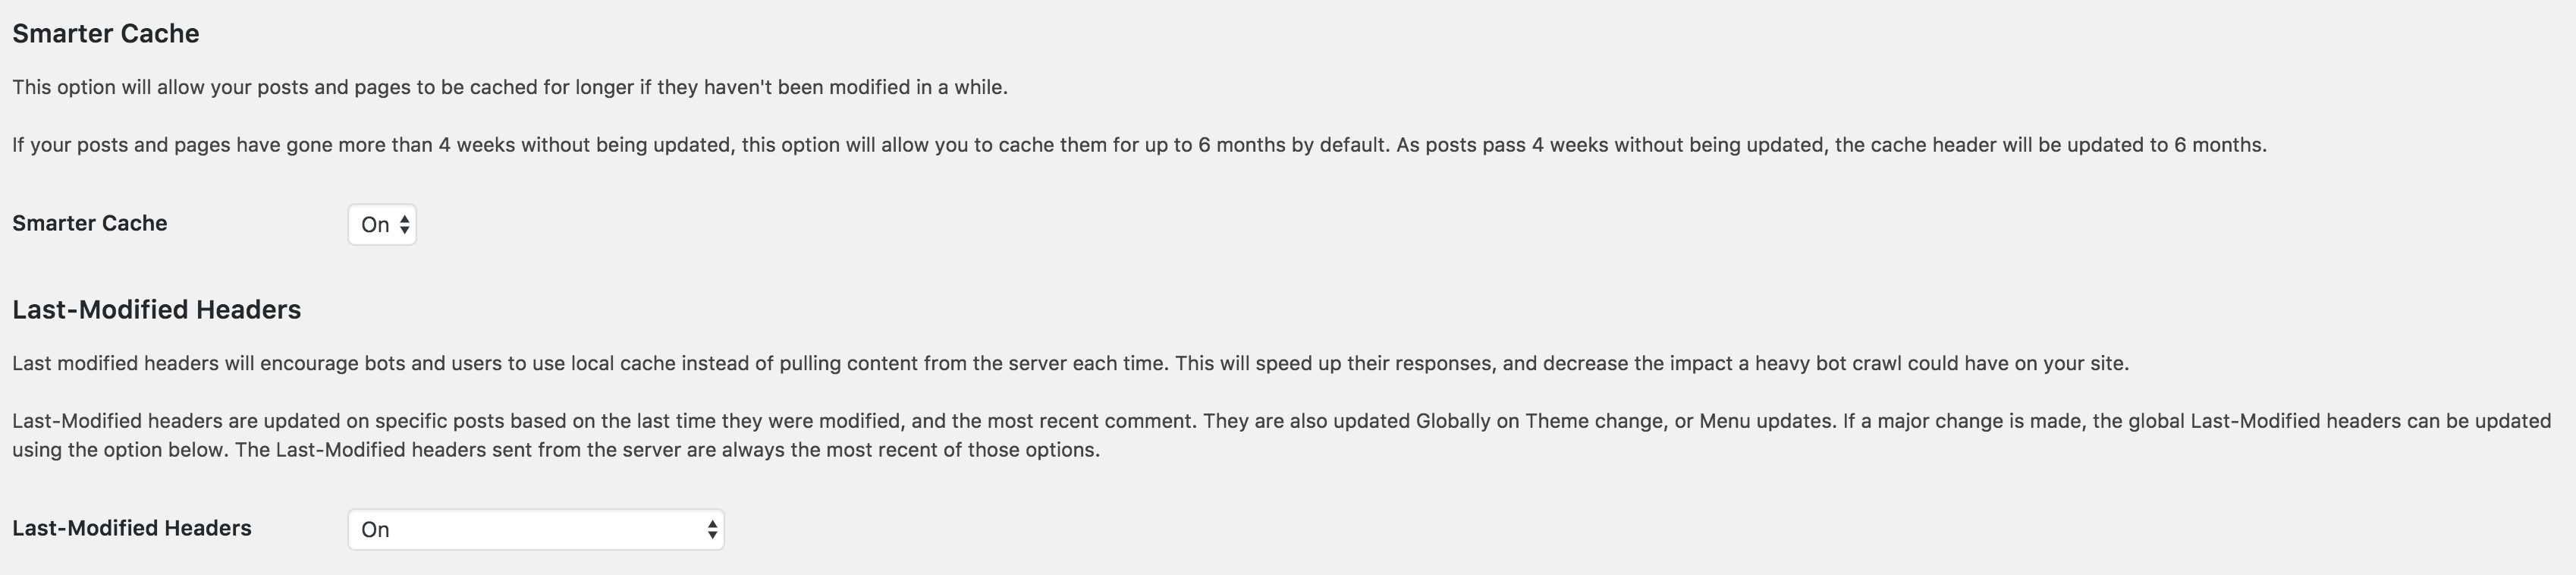 Smarter Cache
This option will allow your posts and pages to be cached for longer if they haven't been modified in a while.
If your posts and pages have gone more than 4 weeks without being updated, this option will allow you to cache them for up to 6 months by default. As posts pass 4 weeks without being updated, the cache header will be updated to 6 months.
Smarter Cache On
Last-Modified Headers
Last modified headers will encourage bots and users to use local cache instead of pulling content from the server each time. This will speed up their responses, and decrease the impact a heavy bot crawl could have on your site.
Last-Modified headers are updated on specific posts based on the last time they were modified, and the most recent comment. They are also updated Globally on Theme change, or Menu updates. If a major change is made, the global Last-Modified headers can be updated
using the option below. The Last-Modified headers sent from the server are always the most recent of those options.
Last-Modified Headers On